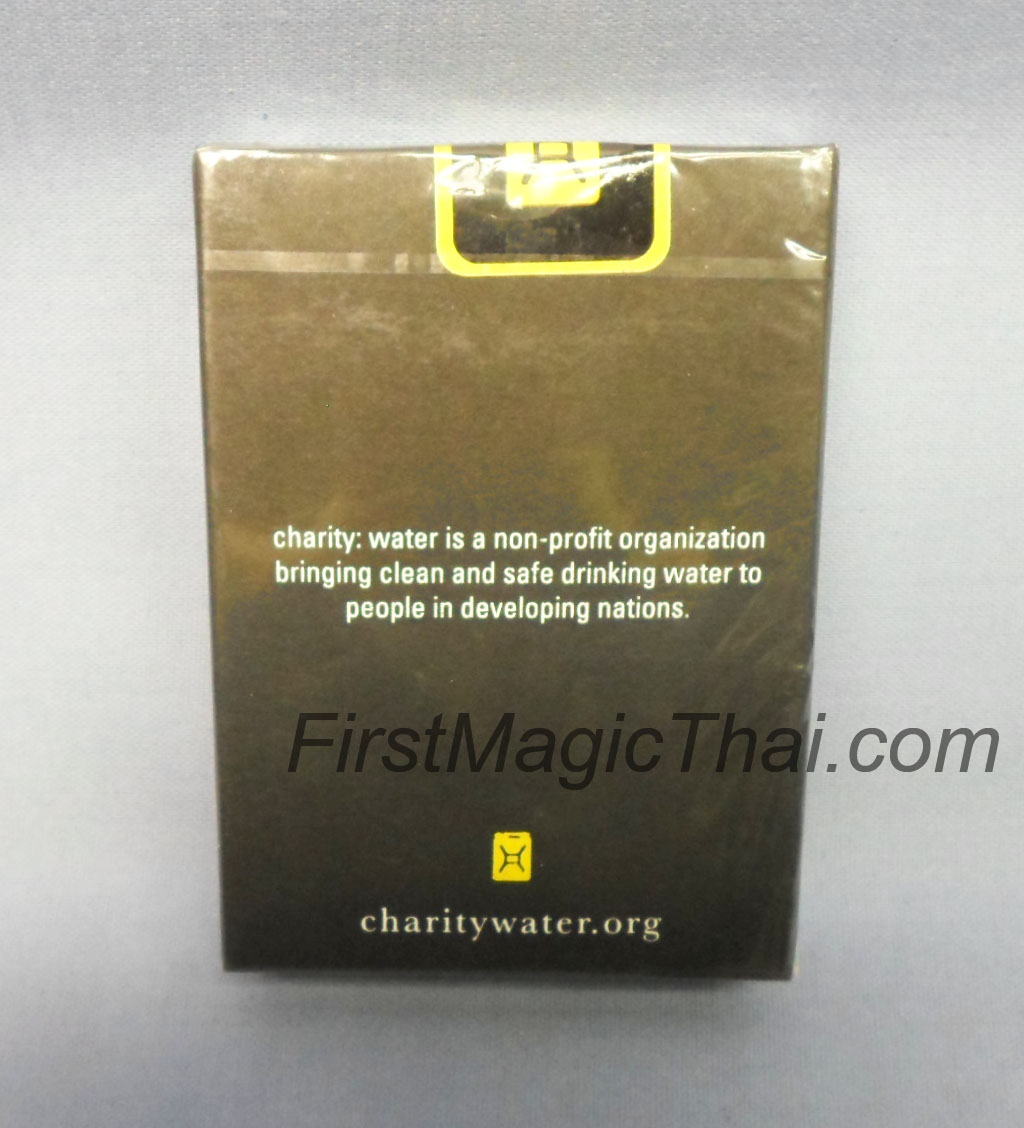 charity: water is a non-profit organization
bringing clean and safe drinking water to
people in developing nations.
FirstMagicThai.com
charitywater.org